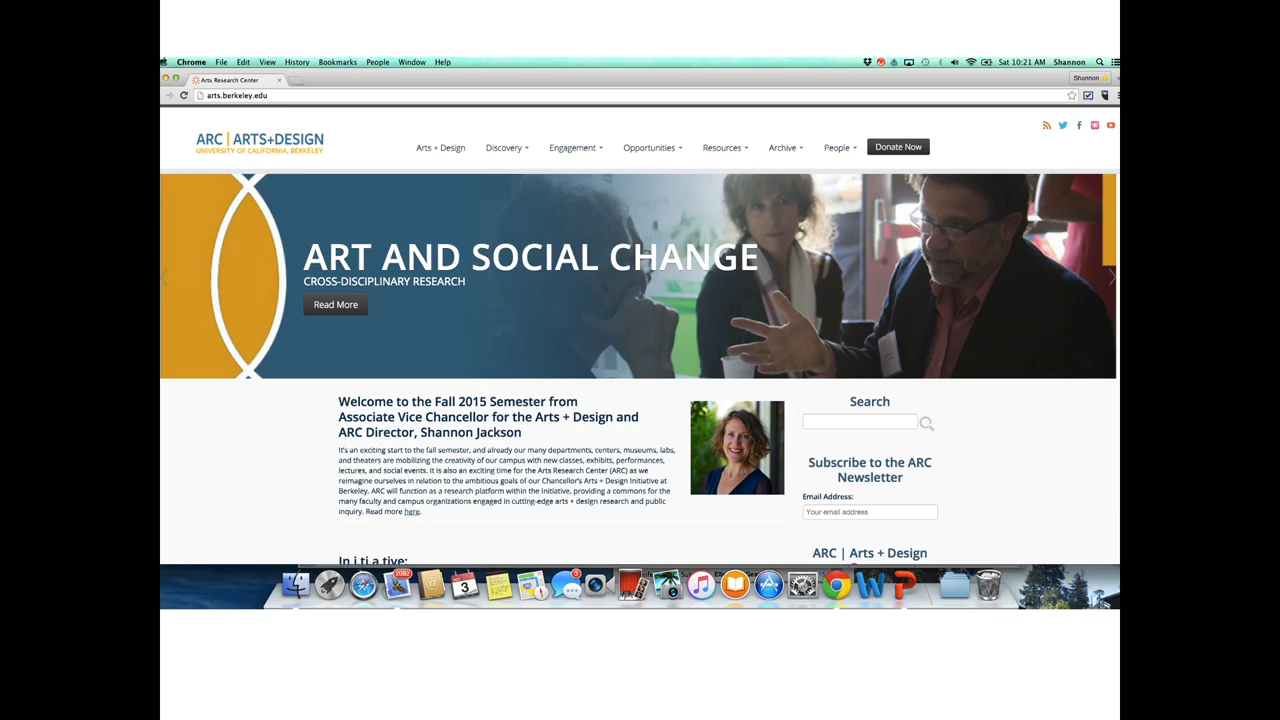 Chrome File Edit View History Bookmarks People Window Help Sat 10:21 AM Shannon
Arts Research Center
Shannon
arts.berkeley.edu
ARC | ARTS+DESIGN
UNIVERSITY OF CALIFORNIA, BERKELEY
Arts + Design Discovery Engagement Opportunities Resources Archive People Donate Now
ART AND SOCIAL CHANGE
CROSS-DISCIPLINARY RESEARCH
Read More
Welcome to the Fall 2015 Semester from
Associate Vice Chancellor for the Arts + Design and
ARC Director, Shannon Jackson
It's an exciting start to the fall semester, and already our many departments, centers, museums, labs,
and theaters are mobilizing the creativity of our campus with new classes, exhibits, performances,
lectures, and social events. It is also an exciting time for the Arts Research Center (ARC) as we
reimagine ourselves in relation to the ambitious goals of our Chancellor's Arts + Design Initiative at
Berkeley. ARC will function as a research platform within the Initiative, providing a commons for the
many faculty and campus organizations engaged in cutting-edge arts + design research and public
inquiry. Read more here.
In i ti a tive:
Search
Subscribe to the ARC
Newsletter
Email Address:
Your email address
ARC | Arts + Design
2082
3
3